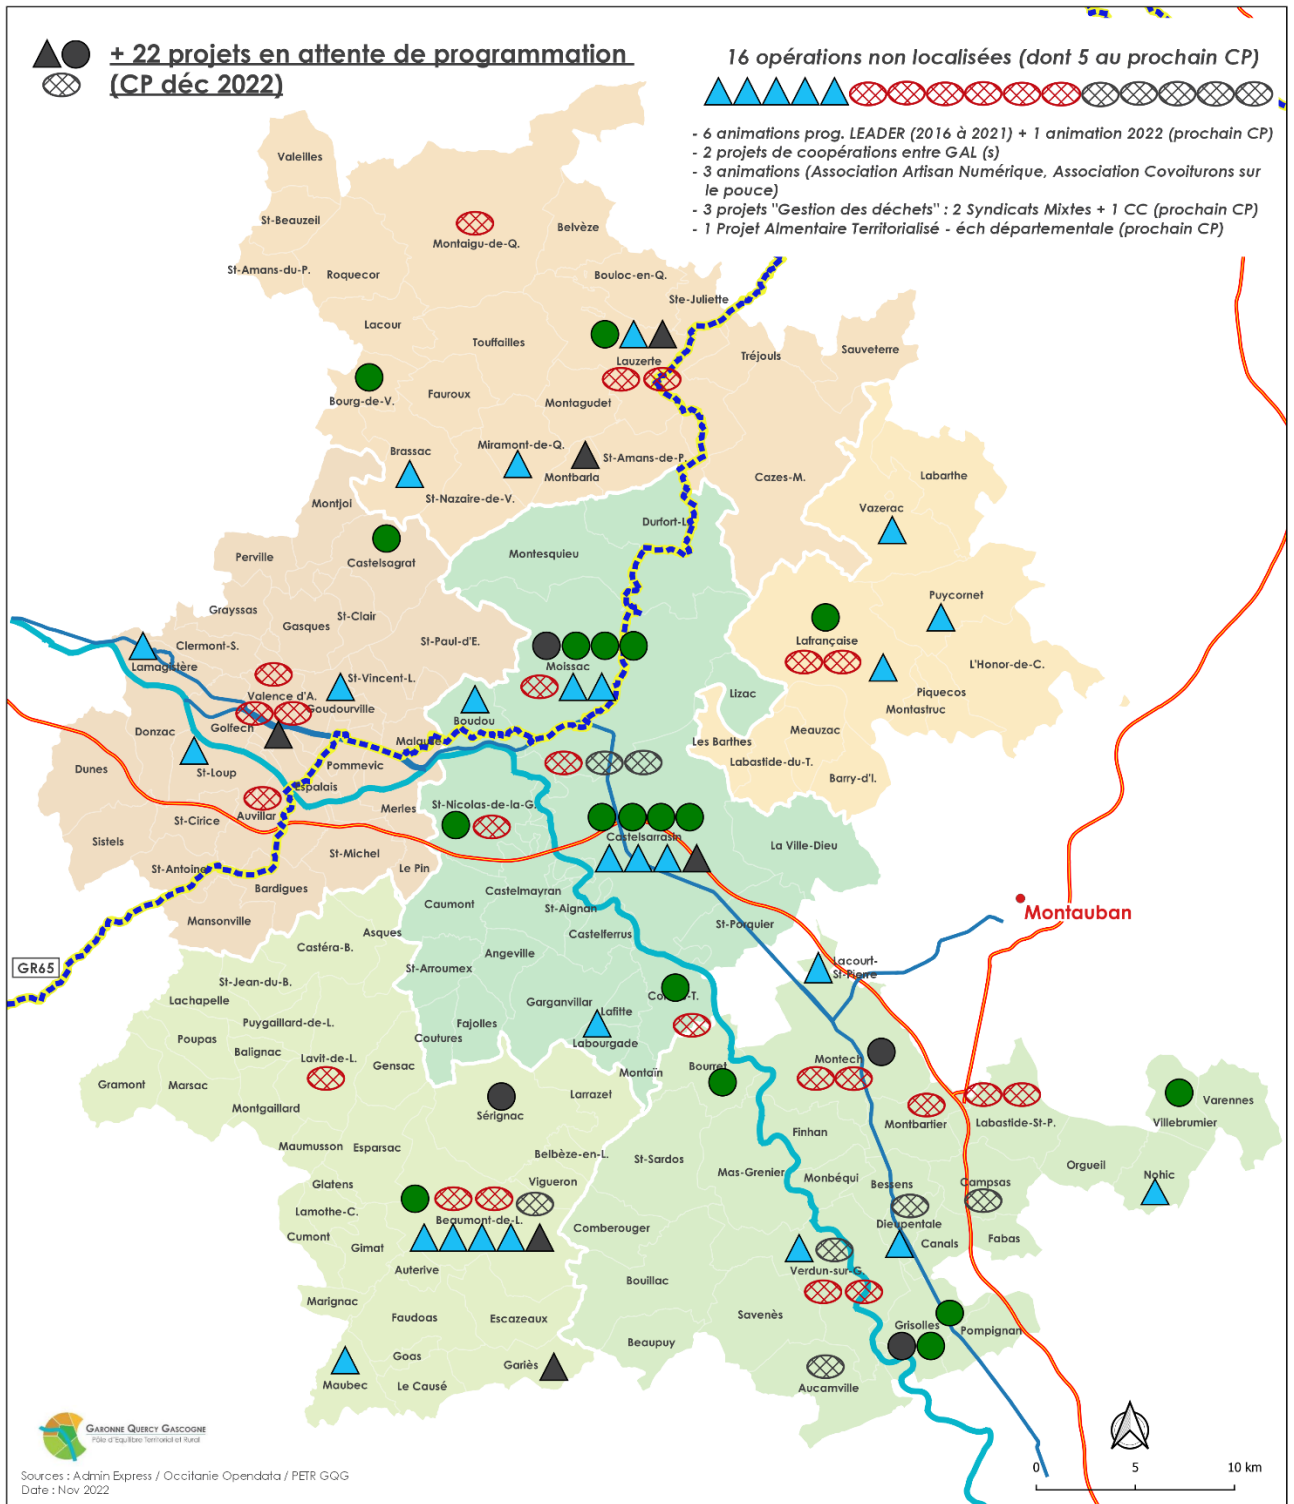 + 22 projets en attente de programmation
(CP déc 2022)
16 opérations non localisées (dont 5 au prochain CP)
- 6 animations prog. LEADER (2016 à 2021) + 1 animation 2022 (prochain CP)
- 2 projets de coopérations entre GAL (s)
- 3 animations (Association Artisan Numérique, Association Covoiturons sur
le pouce)
- 3 projets "Gestion des déchets" : 2 Syndicats Mixtes + 1 CC (prochain CP)
- 1 Projet Almentaire Territorialisé - éch départementale (prochain CP)
Valeilles
St-Beauzeil
Belvèze
Montaigu-de-Q.
St-Amans-du-P.
Roquecor
Bouloc-en-Q.
Ste-Juliette
Lacour
Touffailles
Tréjouls
Sauveterre
Lauzerte
Fauroux
Bourg-de-V.
Montagudet
Brassac
Miramont-de-Q.
St-Amans-de-P.
Montbarla
Cazes-M.
Labarthe
St-Nazaire-de-V.
Montjoi
Vazerac
Durfort-L.
Perville
Castelsagrat
Montesquieu
Puycornet
Grayssas
St-Clair
Gasques
Clermont-S.
St-Paul-d'E.
Lafrançaise
Lamagistère
Moissac
L'Honor-de-C.
St-Vincent-L.
Valence d'A.
Goudourville
Lizac
Piquecos
Montastruc
Boudou
Golfech
Donzac
Malause
Les Barthes
Meauzac
Dunes
St-Loup
Pommevic
Labastide-du-T.
Barry-d'I.
Espalais
Merles
St-Nicolas-de-la-G.
Auvillar
St-Cirice
Castelsarrasin
Sistels
St-Michel
La Ville-Dieu
St-Antoine
Le Pin
Bardigues
Castelmayran
Caumont
St-Aignan
Mansonville
St-Porquier
Montauban
Asques
Castelferrus
Castéra-B.
Angeville
Lacourt-
St-Pierre
GR65
St-Arroumex
St-Jean-du-B.
Lachapelle
Garganvillar
Lafitte
Puygaillard-de-L.
Fajolles
Poupas
Coutures
Labourgade
Balignac
Lavit-de-L.
Gensac
Montech
Bourret
Montaïn
Gramont
Marsac
Larrazet
Varennes
Montgaillard
Sérignac
Montbartier
Labastide-St-P.
Villebrumier
Finhan
Maumusson
Esparsac
Belbèze-en-L.
St-Sardos
Orgueil
Mas-Grenier
Monbéqui
Nohic
Glatens
Vigueron
Bessens
Campsas
Lamothe-C.
Beaumont-de-L.
Comberouger
Dieupentale
Cumont
Gimat
Canals
Fabas
Auterive
Verdun-sur-G.
Bouillac
Marignac
Faudoas
Escazeaux
Savenès
Grisolles
Pompignan
Beaupuy
Goas
Gariès
Maubec
Le Causé
Aucamville
GARONNE QUERCY GASCOGNE
Pôle d'Equilibre Territorial et Rural
0 5 10 km
Sources : Admin Express / Occitanie Opendata / PETR GQG
Date : Nov 2022